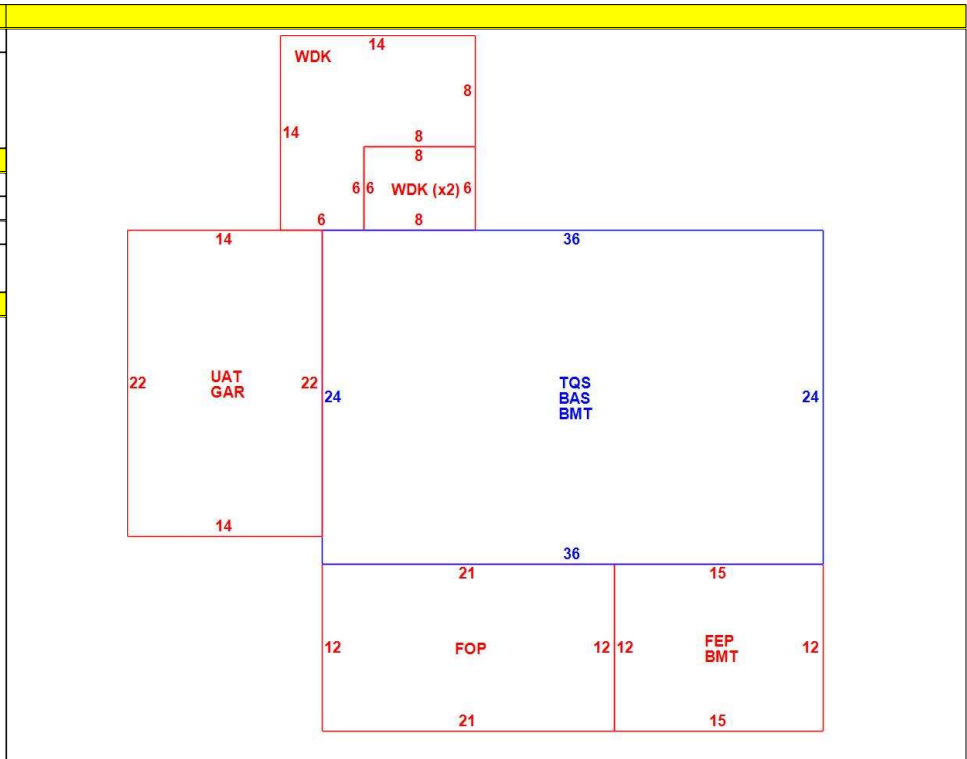 14
WDK
8
14
8
8
6 6 WDK (x2) 6
6 8
14 36
22 UAT 22
GAR
24 TQS 24
BAS
BMT
14
36
21 15
12 FOP 12 12 FEP 12
BMT
21 15